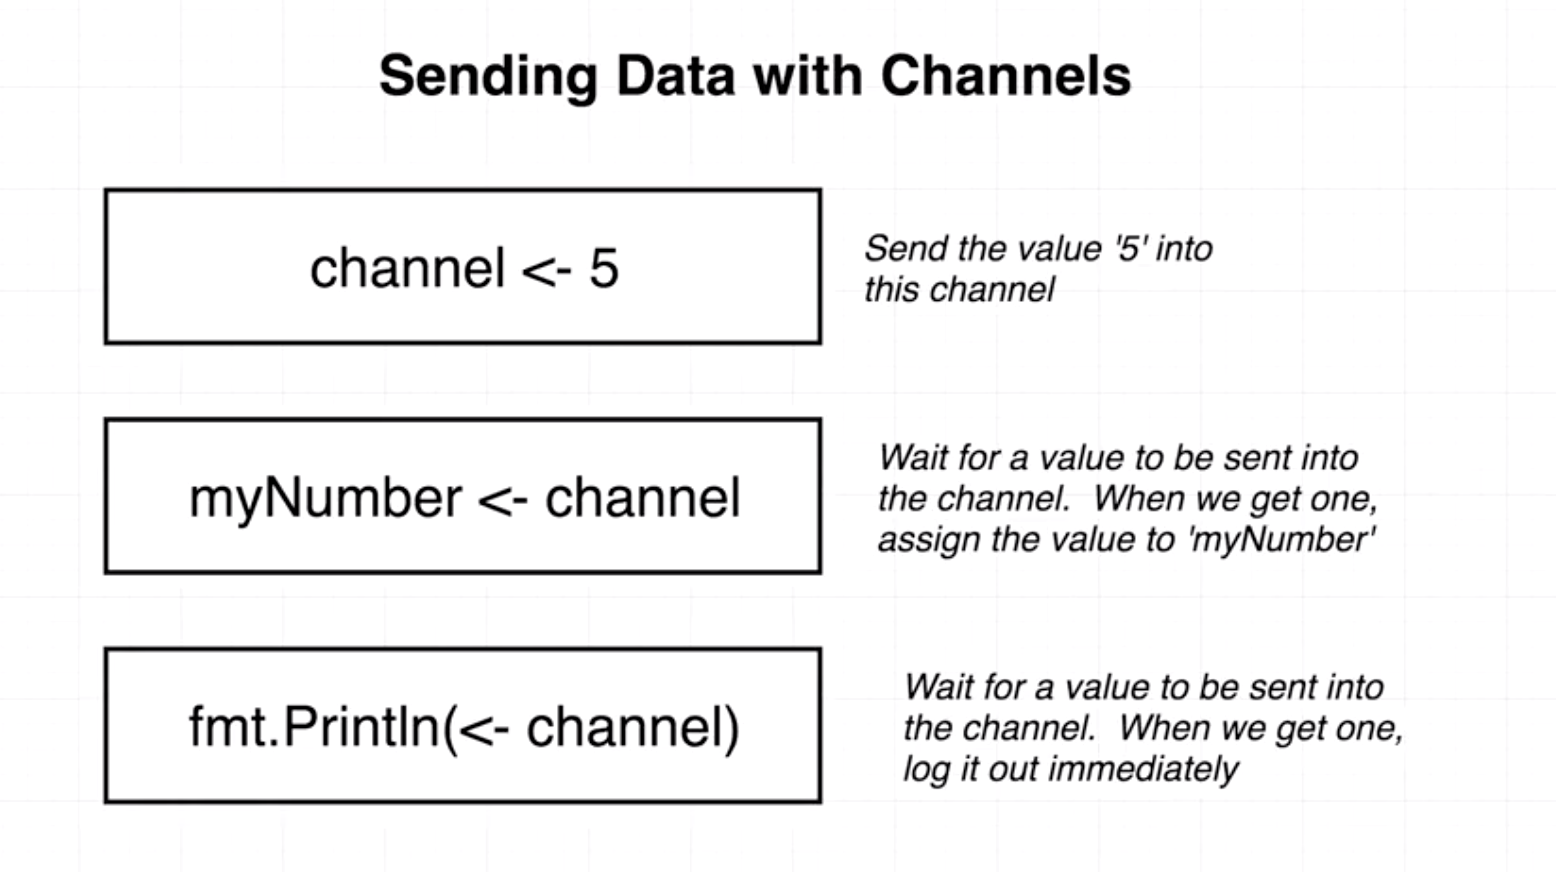 Sending Data with Channels
channel <- 5
Send the value '5' into
this channel
myNumber <- channel
Wait for a value to be sent into
the channel.  When we get one,
assign the value to 'myNumber'
fmt.Println(<- channel)
Wait for a value to be sent into
the channel.  When we get one,
log it out immediately